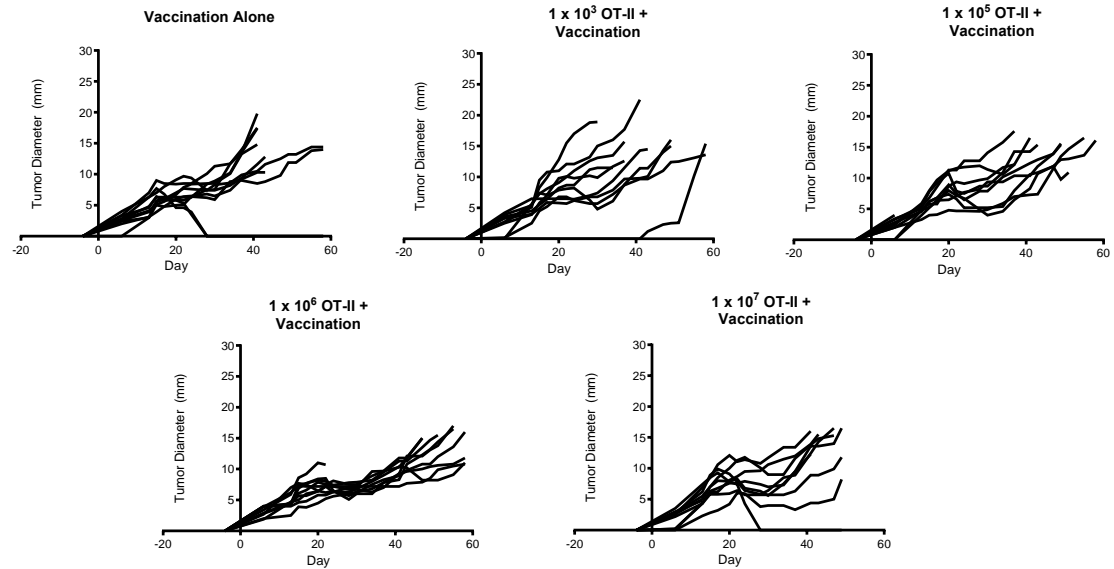 Vaccination Alone
30
25
20
15
10
5
Tumor Diameter (mm)
-20 0 20 40 60
Day
1 x 10³ OT-II +
Vaccination
30
25
20
15
10
5
Tumor Diameter (mm)
-20 0 20 40 60
Day
1 x 10⁵ OT-II +
Vaccination
30
25
20
15
10
5
Tumor Diameter (mm)
-20 0 20 40 60
Day
1 x 10⁶ OT-II +
Vaccination
30
25
20
15
10
5
Tumor Diameter (mm)
-20 0 20 40 60
Day
1 x 10⁷ OT-II +
Vaccination
30
25
20
15
10
5
Tumor Diameter (mm)
-20 0 20 40 60
Day